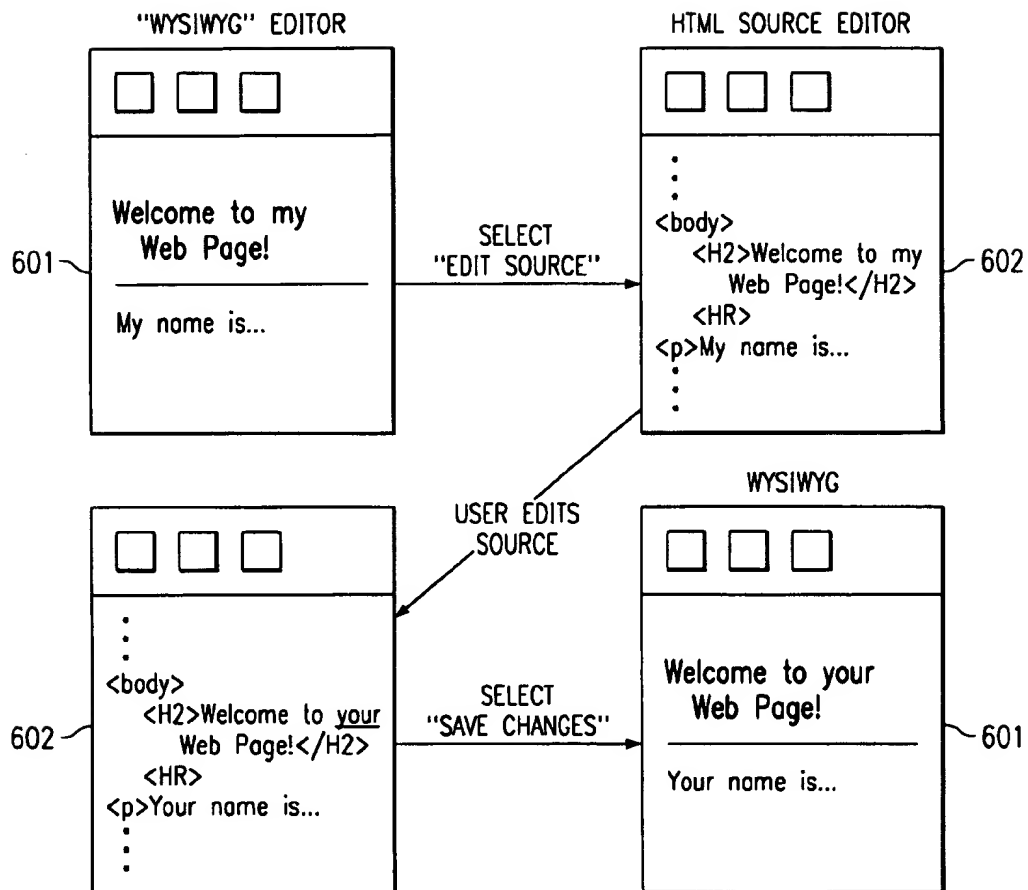 "WYSIWYG" EDITOR
HTML SOURCE EDITOR
Welcome to my
Web Page!
My name is...
601
SELECT
"EDIT SOURCE"
<body>
<H2>Welcome to my
Web Page!</H2>
<HR>
<p>My name is...
602
USER EDITS
SOURCE
WYSIWYG
<body>
<H2>Welcome to your
Web Page!</H2>
<HR>
<p>Your name is...
602
SELECT
"SAVE CHANGES"
Welcome to your
Web Page!
Your name is...
601